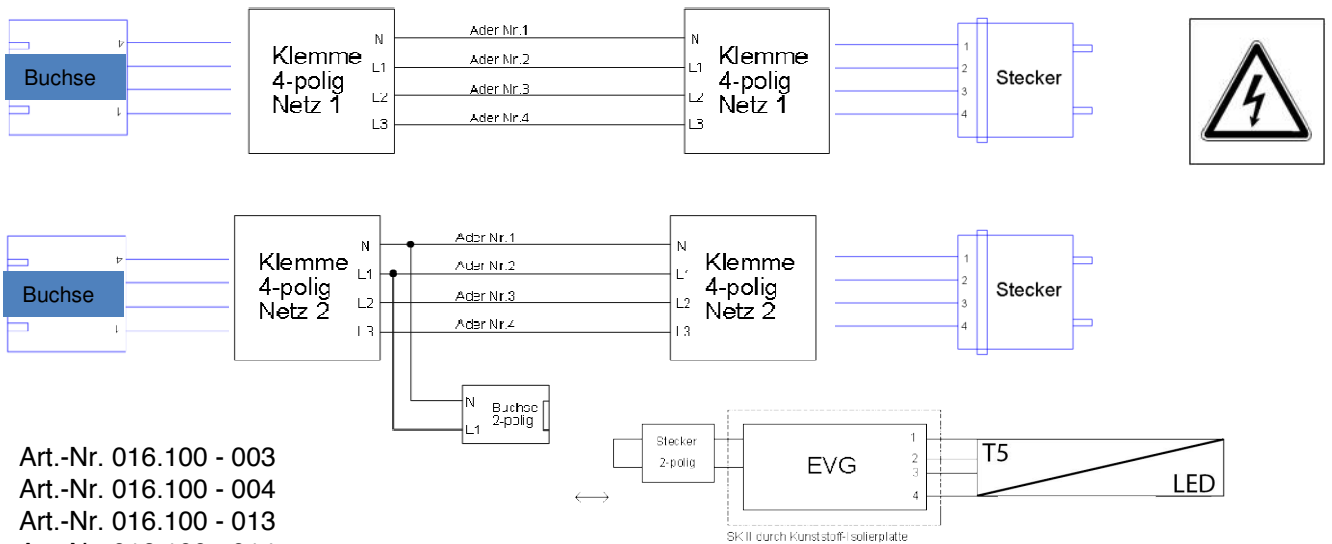 Buchse
4
1
Klemme
4-polig
Netz 1
N
L1
L2
L3
Ader Nr.1
Ader Nr.2
Ader Nr.3
Ader Nr.4
N
L1
L2
L3
Klemme
4-polig
Netz 1
1
2
3
4
Stecker
Buchse
4
1
Klemme
4-polig
Netz 2
N
L1
L2
L3
Ader Nr.1
Ader Nr.2
Ader Nr.3
Ader Nr.4
N
L1
L2
L3
Klemme
4-polig
Netz 2
1
2
3
4
Stecker
N
L1
Buchse
2-polig
Stecker
2-polig
EVG
1
2
3
4
T5
LED
SK II durch Kunststoff-Isolierplatte
Art.-Nr. 016.100 - 003
Art.-Nr. 016.100 - 004
Art.-Nr. 016.100 - 013